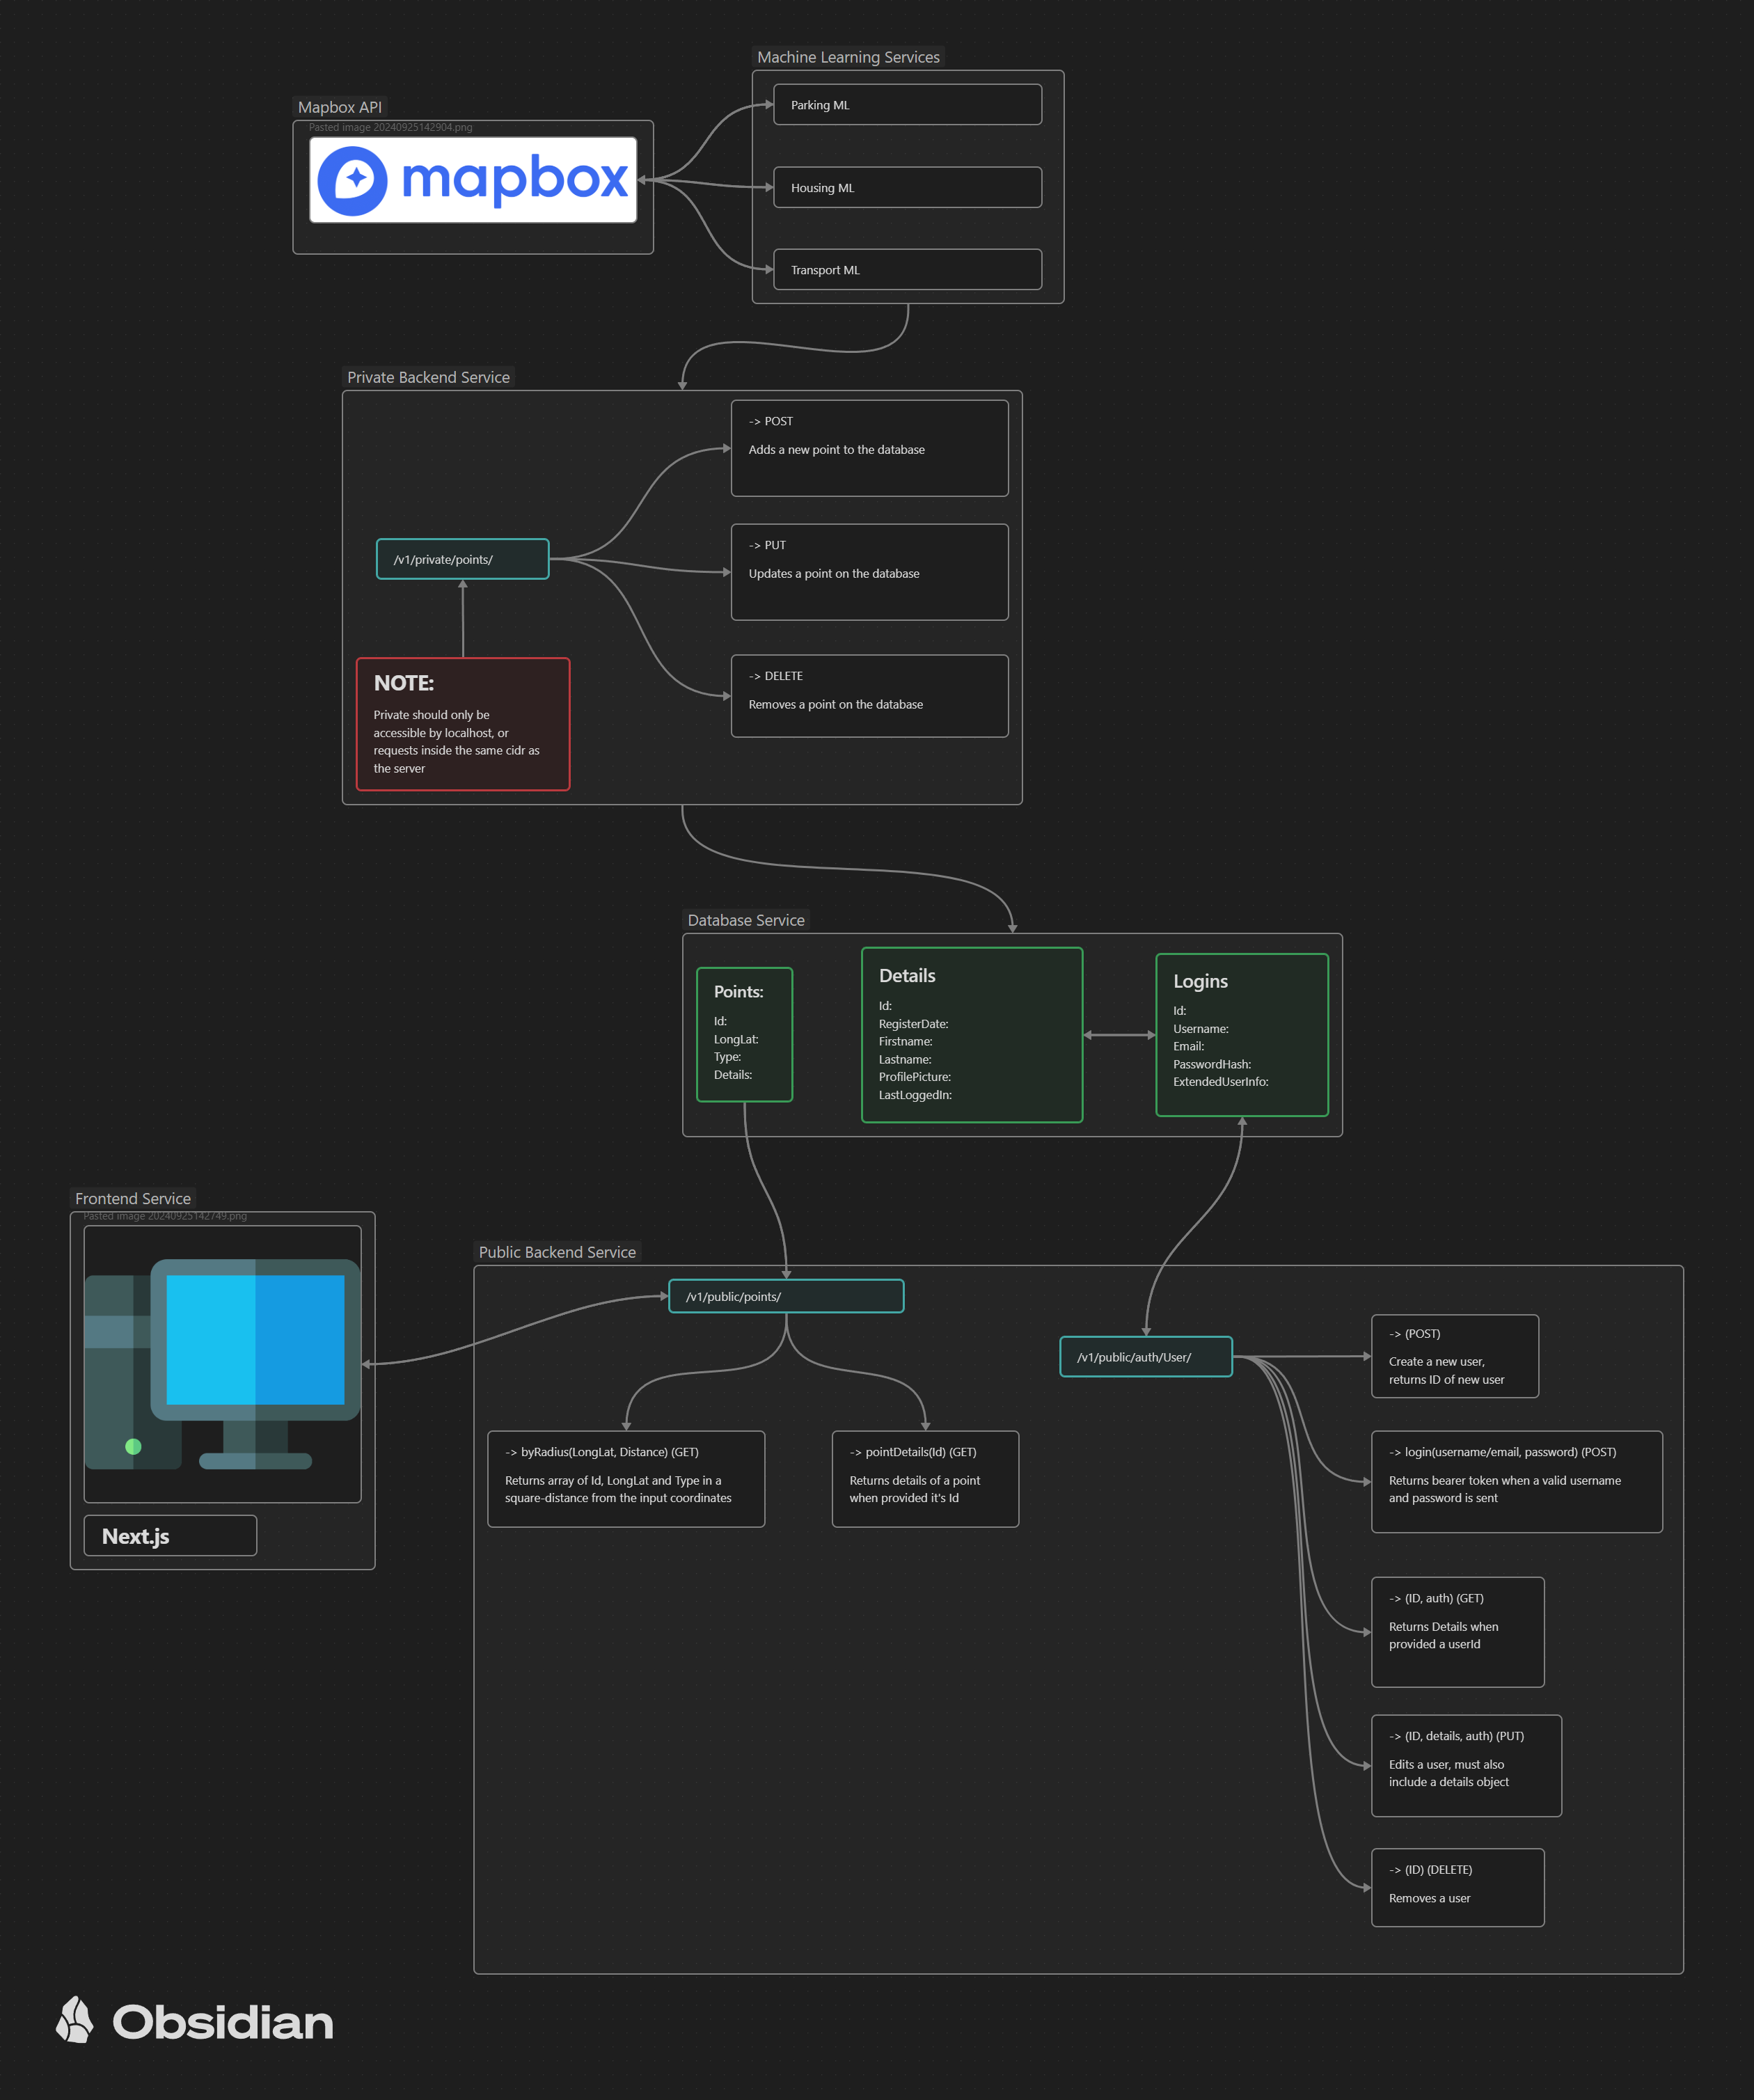 Machine Learning Services
Parking ML
Housing ML
Transport ML
Mapbox API
Pasted image 20240925142904.png
mapbox
Private Backend Service
-> POST
Adds a new point to the database
-> PUT
Updates a point on the database
-> DELETE
Removes a point on the database
/v1/private/points/
NOTE:
Private should only be
accessible by localhost, or
requests inside the same cidr as
the server
Database Service
Points:
Id:
LongLat:
Type:
Details:
Details
Id:
RegisterDate:
Firstname:
Lastname:
ProfilePicture:
LastLoggedIn:
Logins
Id:
Username:
Email:
PasswordHash:
ExtendedUserInfo:
Frontend Service
Pasted image 20240925142749.png
Next.js
Public Backend Service
/v1/public/points/
-> byRadius(LongLat, Distance) (GET)
Returns array of Id, LongLat and Type in a
square-distance from the input coordinates
-> pointDetails(Id) (GET)
Returns details of a point
when provided it's Id
/v1/public/auth/User/
-> (POST)
Create a new user,
returns ID of new user
-> login(username/email, password) (POST)
Returns bearer token when a valid username
and password is sent
-> (ID, auth) (GET)
Returns Details when
provided a userId
-> (ID, details, auth) (PUT)
Edits a user, must also
include a details object
-> (ID) (DELETE)
Removes a user
Obsidian